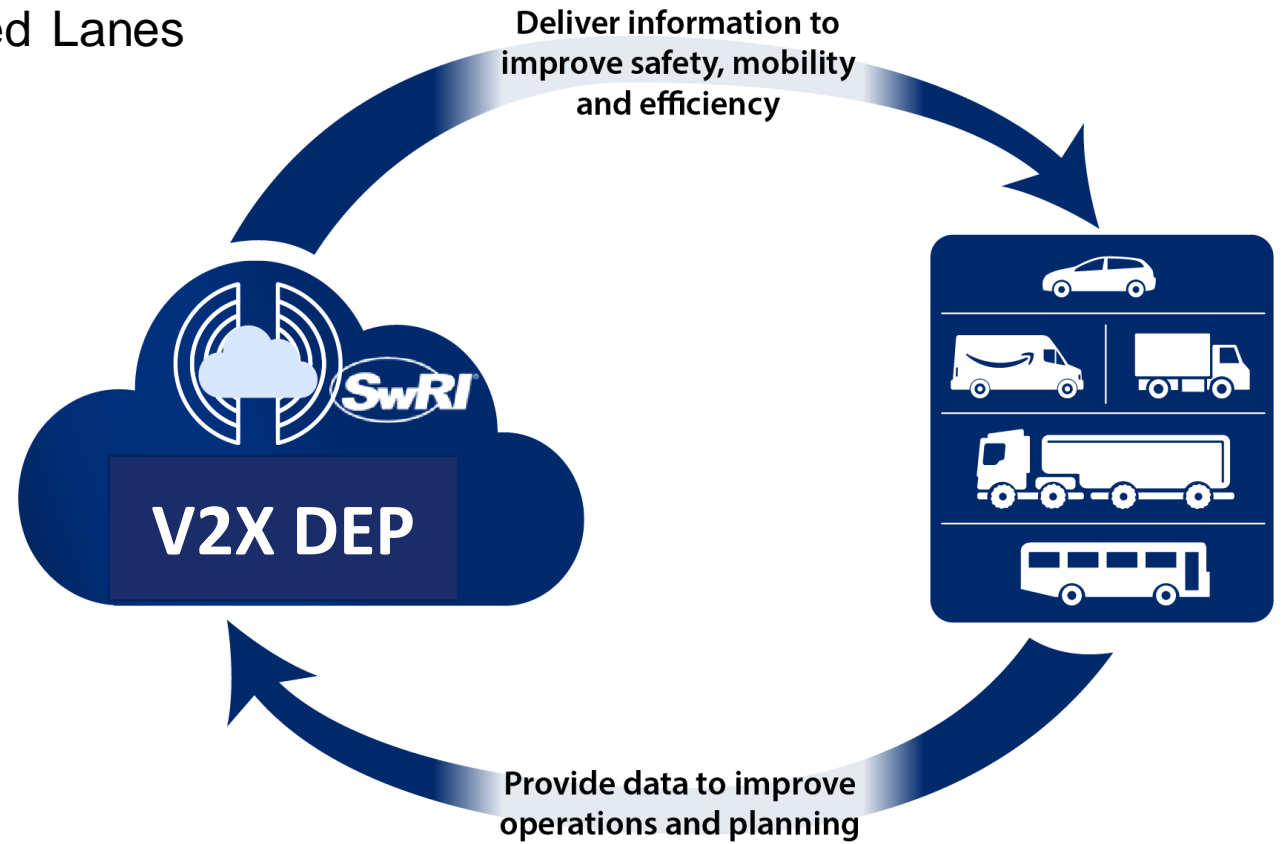 ed Lanes
Deliver information to
improve safety, mobility
and efficiency
SwRI
V2X DEP
Provide data to improve
operations and planning